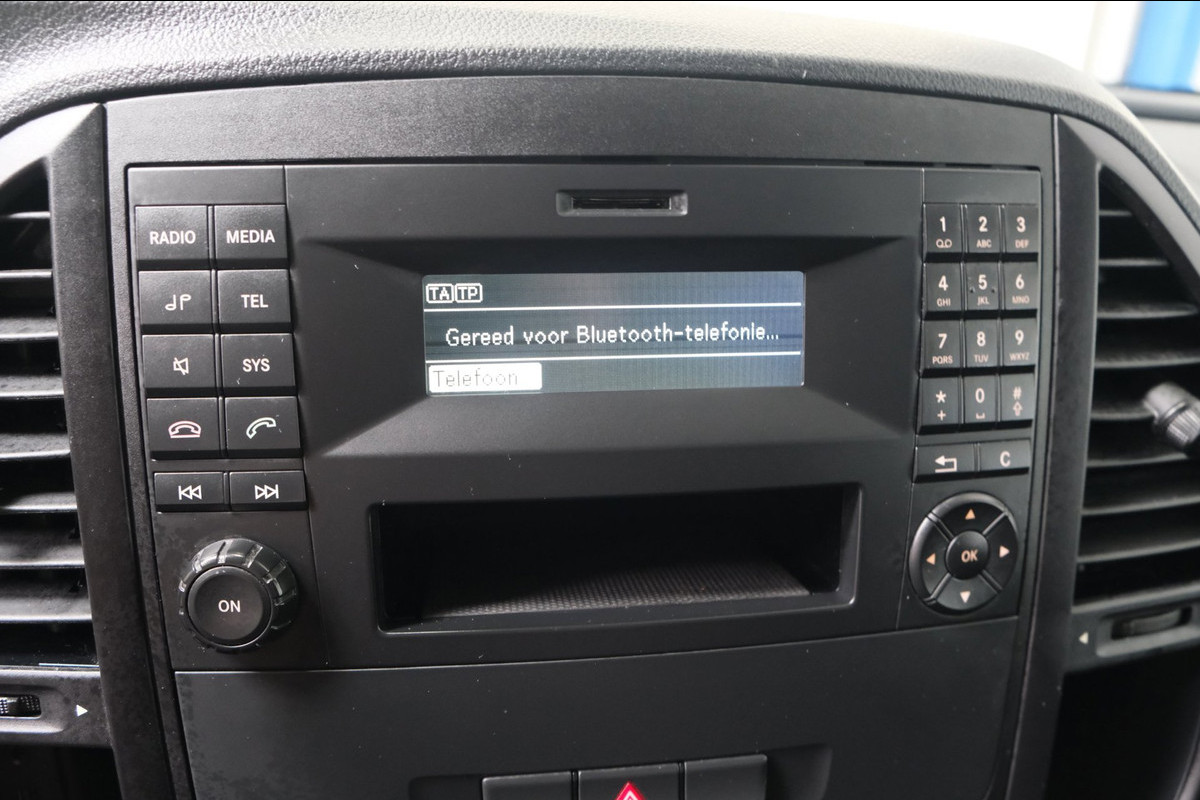 RADIO MEDIA
TEL
SYS
ON
TA TP
Gereed voor Bluetooth-telefonie...
Telefoon
1 2 3
ABC DEF
4 5 6
GHI JKL MNO
7 8 9
PQRS TUV WXYZ
* 0 #
+
C
OK